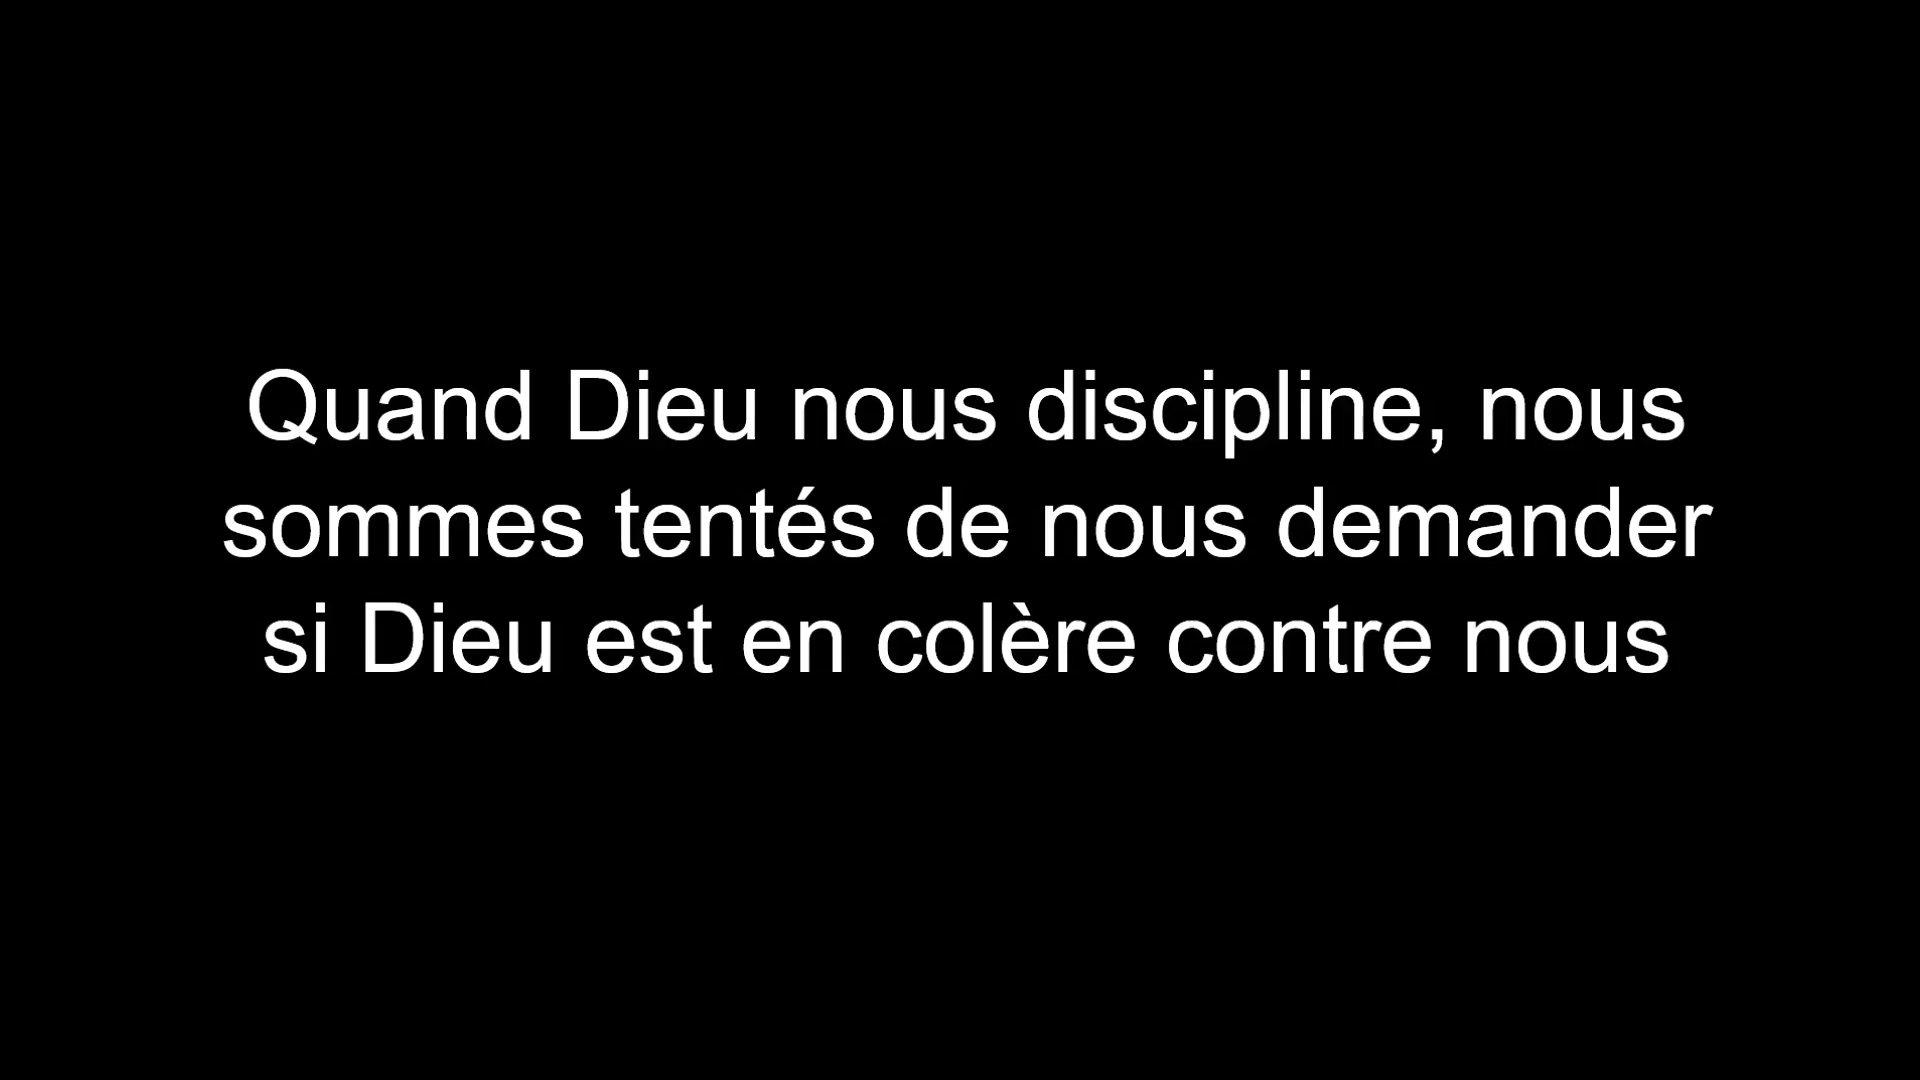 Quand Dieu nous discipline, nous
sommes tentés de nous demander
si Dieu est en colère contre nous